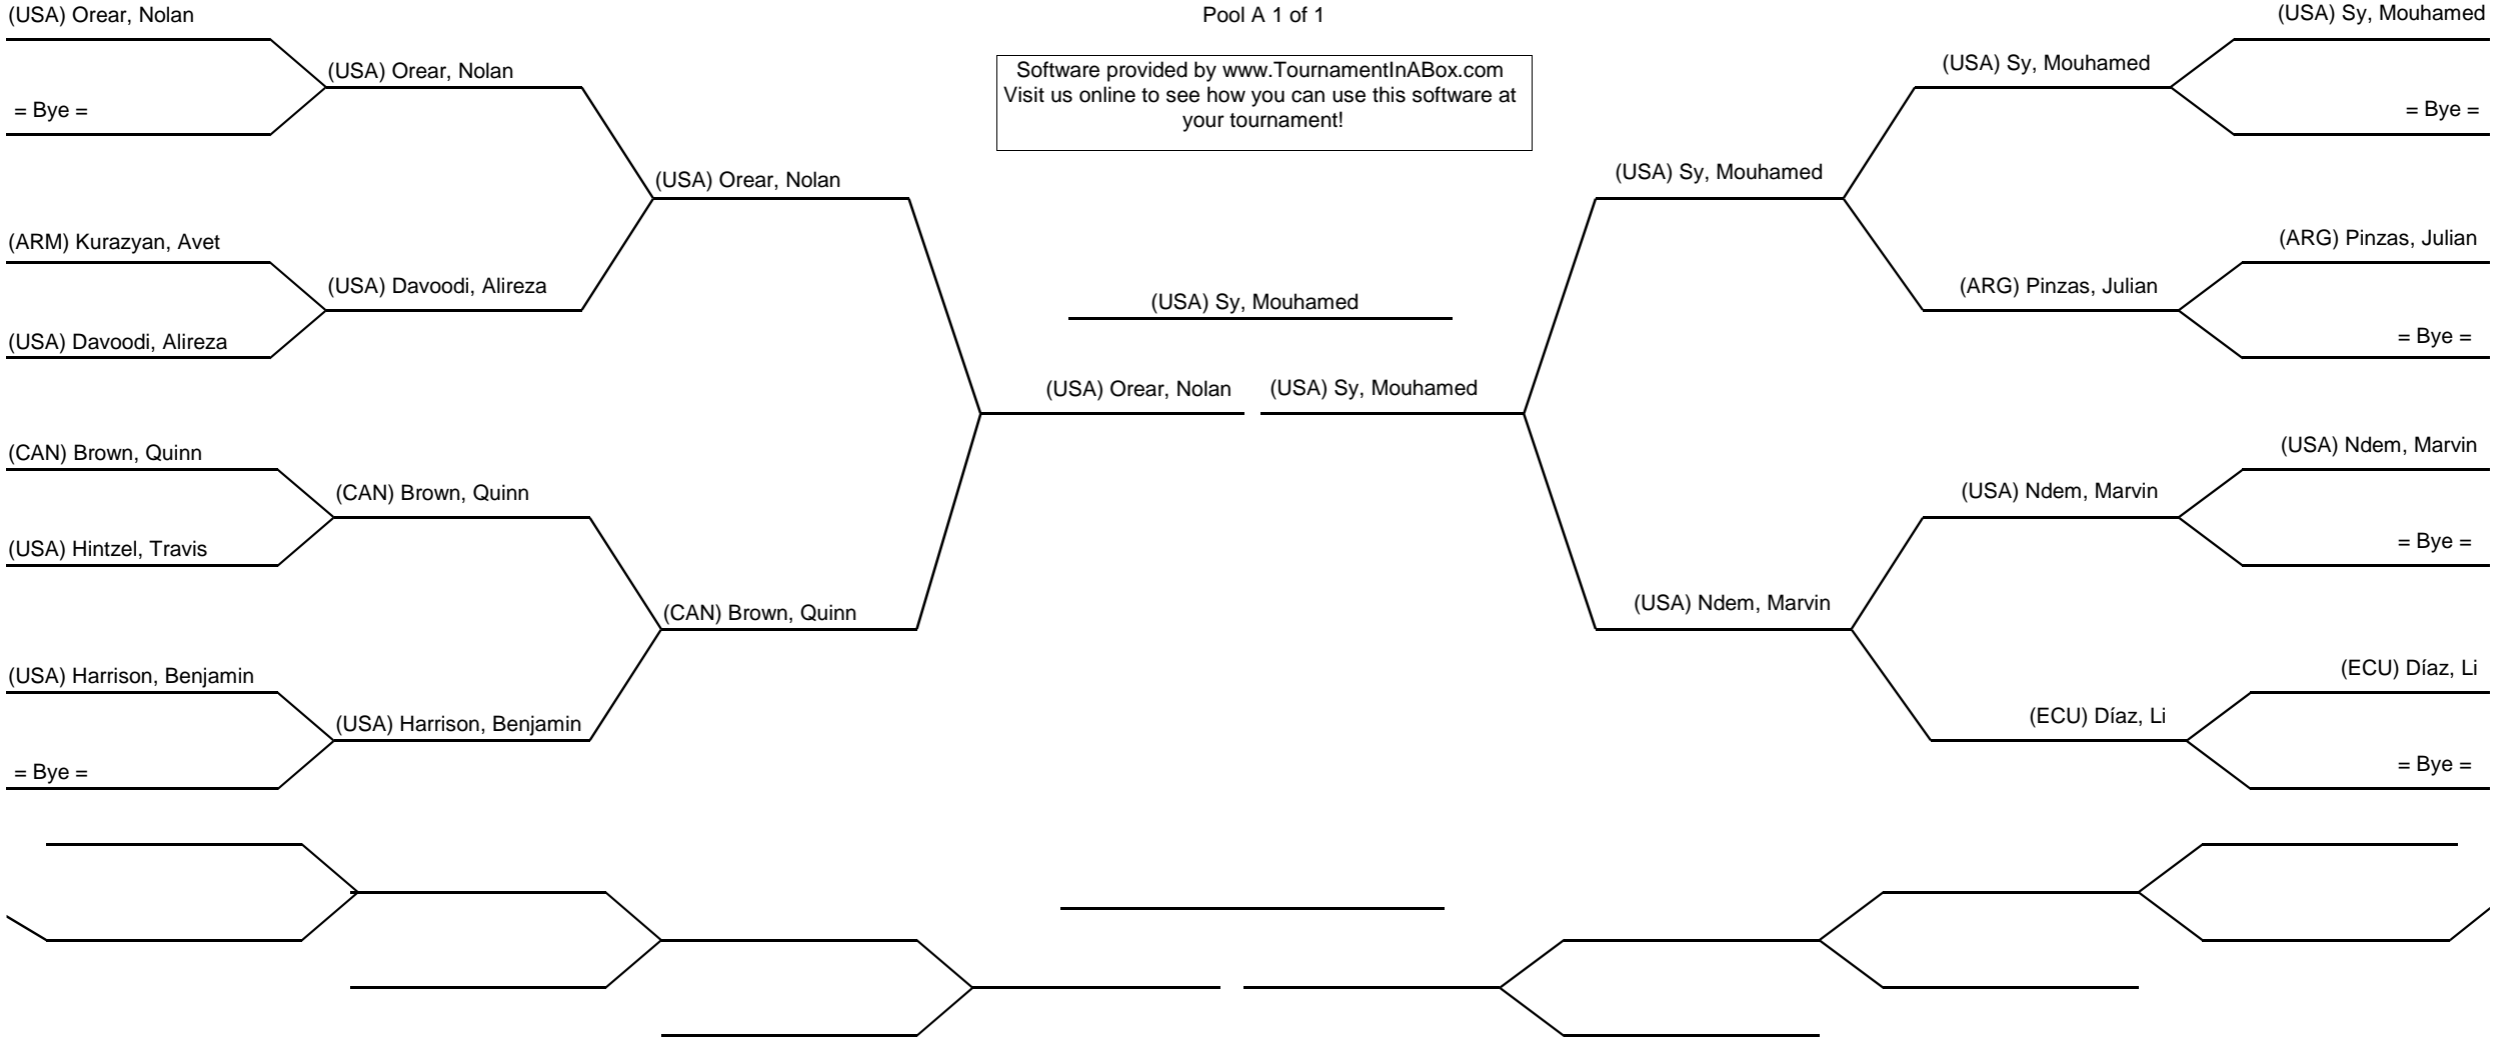 Pool A 1 of 1
Software provided by www.TournamentInABox.com
Visit us online to see how you can use this software at
your tournament!
(USA) Orear, Nolan
= Bye =
(ARM) Kurazyan, Avet
(USA) Davoodi, Alireza
(CAN) Brown, Quinn
(USA) Hintzel, Travis
(USA) Harrison, Benjamin
= Bye =
(USA) Orear, Nolan
(USA) Davoodi, Alireza
(CAN) Brown, Quinn
(USA) Harrison, Benjamin
(USA) Orear, Nolan
(CAN) Brown, Quinn
(USA) Sy, Mouhamed
(USA) Orear, Nolan
(USA) Sy, Mouhamed
(USA) Sy, Mouhamed
(USA) Ndem, Marvin
(USA) Sy, Mouhamed
(ARG) Pinzas, Julian
(USA) Ndem, Marvin
(ECU) Díaz, Li
(USA) Sy, Mouhamed
= Bye =
(ARG) Pinzas, Julian
= Bye =
(USA) Ndem, Marvin
= Bye =
(ECU) Díaz, Li
= Bye =